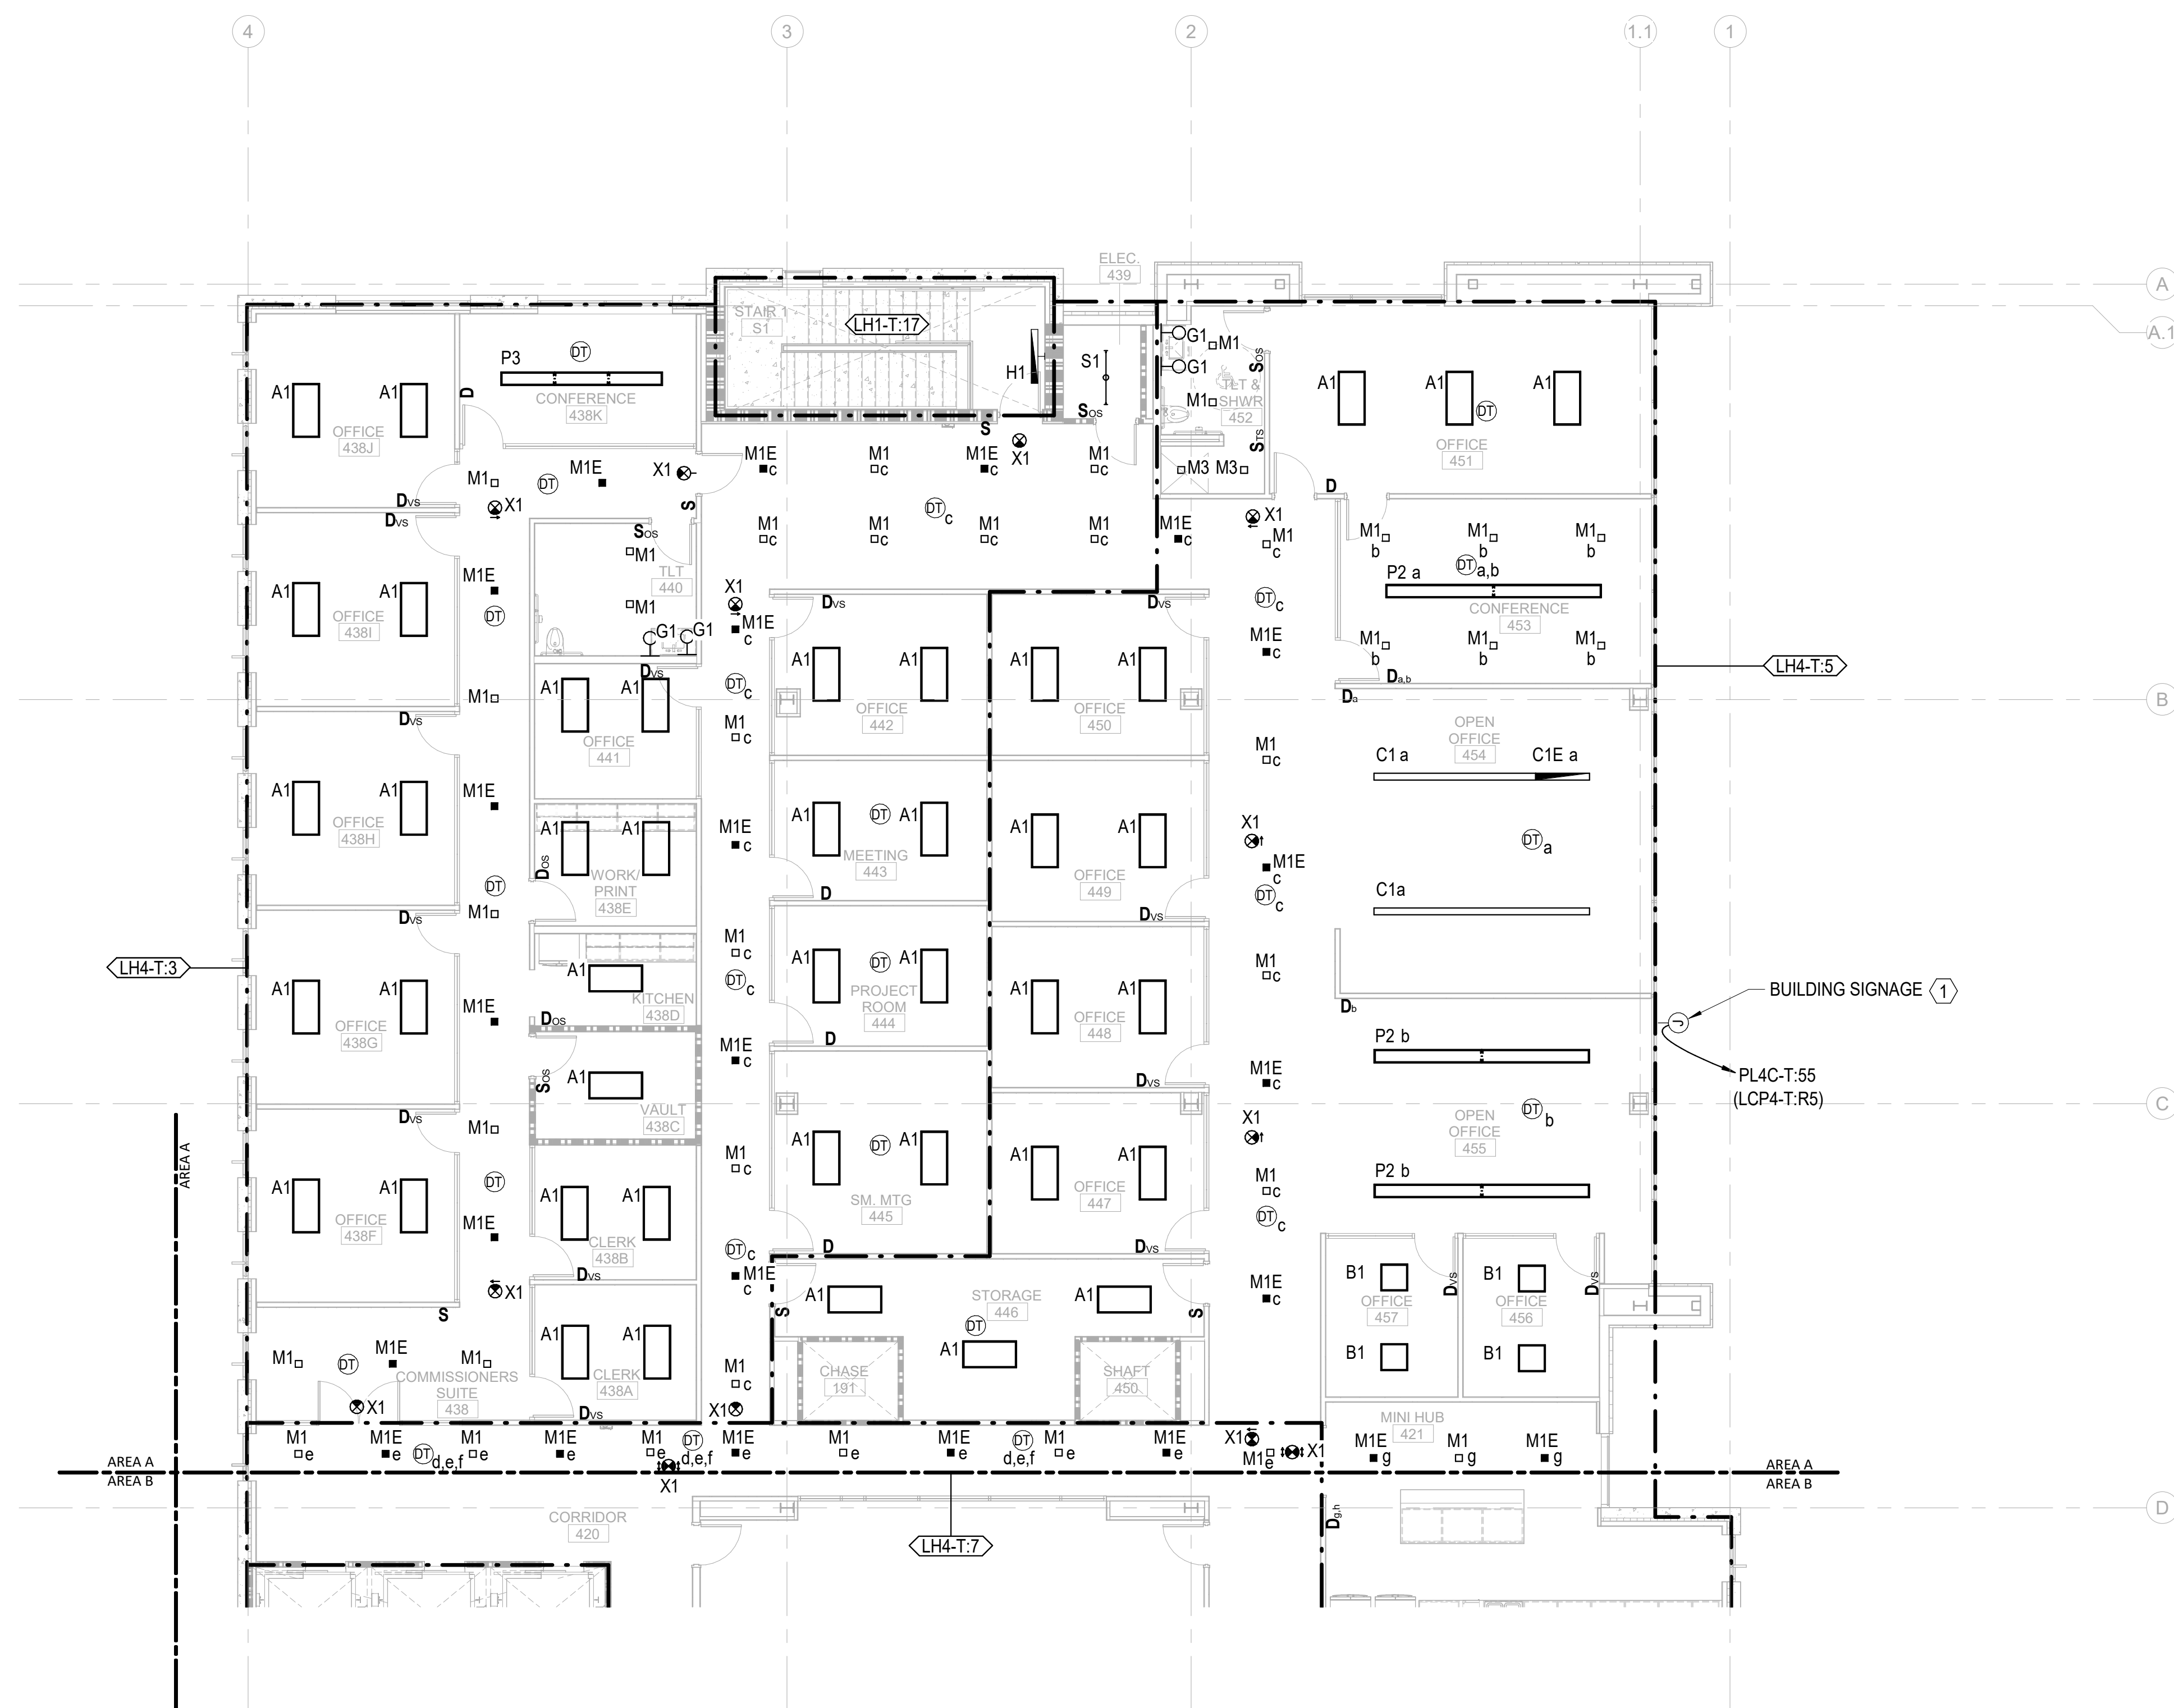 4
3
2
1.1
1
A
A.1
B
C
D
ELEC.
439
STAIR 1
S1
LH1-T:17
H1
S1
SOS
S
X1
G1
M1
G1
SOS
M1
TLT &
SHWR
452
STS
M3 M3
A1
A1
A1
DT
OFFICE
451
D
A1
A1
OFFICE
438J
DVS
P3
DT
D
CONFERENCE
438K
M1
DT
M1E
X1
X1
S
M1E
c
M1
c
M1E
c
M1
c
DT c
M1
c
M1
c
M1
c
M1
c
M1E
c
X1
M1
c
M1
b
M1
b
M1
b
DT a,b
P2 a
CONFERENCE
453
M1
b
M1
b
M1
b
Da,b
Da
LH4-T:5
DVS
A1
A1
OFFICE
438I
M1E
DT
SOS
M1
TLT
440
M1
G1
G1
X1
M1E
c
DVS
DVS
DT c
M1E
c
M1
DVS
A1
A1
OFFICE
441
DT c
M1
c
A1
A1
OFFICE
442
A1
A1
OFFICE
450
M1
c
OPEN
OFFICE
454
C1 a
C1E a
DVS
A1
A1
OFFICE
438H
M1E
DT
M1
A1
A1
DOS
WORK/
PRINT
438E
M1E
c
A1
DT
A1
MEETING
443
D
A1
A1
OFFICE
449
DVS
X1
M1E
c
DT c
DT a
C1a
DVS
LH4-T:3
A1
A1
OFFICE
438G
M1E
A1
KITCHEN
438D
DOS
M1
c
DT c
A1
DT
A1
PROJECT
ROOM
444
D
A1
A1
OFFICE
448
DVS
M1
c
Db
BUILDING SIGNAGE 1
J
PL4C-T:55
(LCP4-T:R5)
P2 b
M1E
c
M1E
c
SOS
A1
VAULT
438C
DVS
M1
DT
A1
A1
OFFICE
438F
M1E
A1
A1
CLERK
438B
DVS
M1
c
A1
DT
A1
SM. MTG
445
D
A1
A1
OFFICE
447
DVS
X1
M1
c
DT c
DT b
OPEN
OFFICE
455
P2 b
AREA A
X1
S
DT c
M1E
c
S
A1
STORAGE
446
A1
DT
A1
S
M1E
c
B1
OFFICE
457
B1
DVS
B1
OFFICE
456
B1
DVS
M1
DT
M1E
M1
COMMISSIONERS
SUITE
438
X1
A1
A1
CLERK
438A
DVS
M1
c
X1
CHASE
191
SHAFT
450
MINI HUB
421
M1
e
M1E
e
DT d,e,f
M1
e
M1E
e
M1
e
DT
d,e,f
M1E
e
M1
e
M1E
e
DT
d,e,f
M1
e
M1E
e
X1
M1
e
X1
M1E
g
M1
g
M1E
g
X1
AREA A
AREA B
AREA A
AREA B
CORRIDOR
420
LH4-T:7
Dg,h